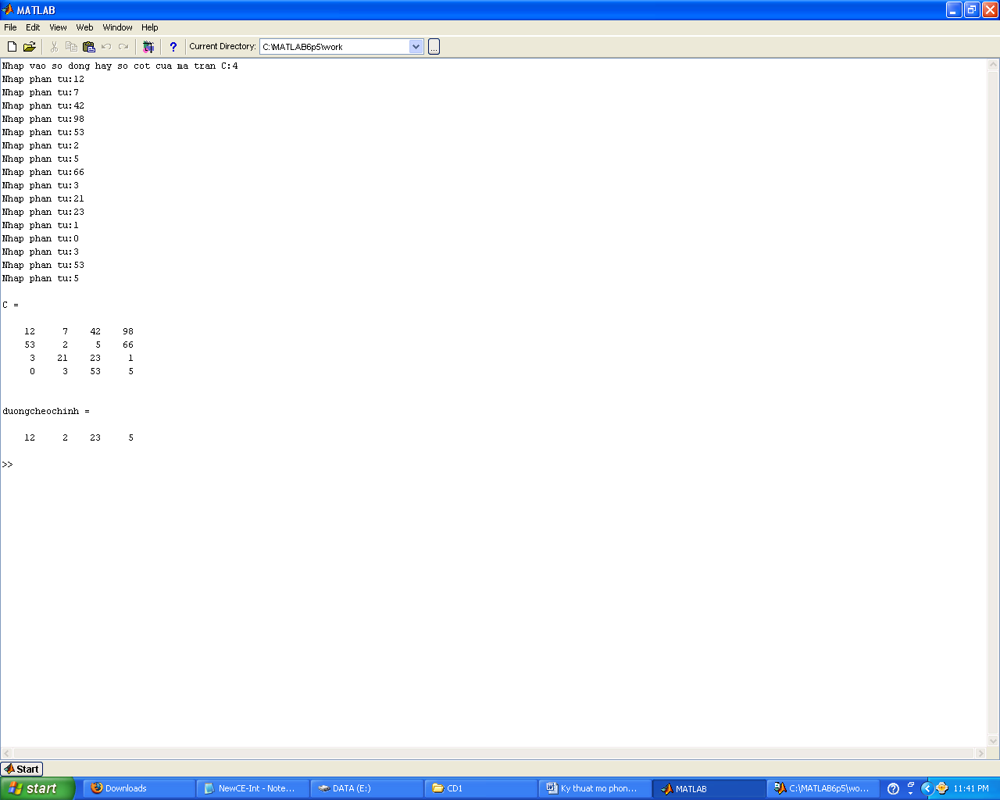 MATLAB
File Edit View Web Window Help
? Current Directory: C:\MATLAB6p5\work ...
Nhap vao so dong hay so cot cua ma tran C:4
Nhap phan tu:12
Nhap phan tu:7
Nhap phan tu:42
Nhap phan tu:98
Nhap phan tu:53
Nhap phan tu:2
Nhap phan tu:5
Nhap phan tu:66
Nhap phan tu:3
Nhap phan tu:21
Nhap phan tu:23
Nhap phan tu:1
Nhap phan tu:0
Nhap phan tu:3
Nhap phan tu:53
Nhap phan tu:5
C =
12 7 42 98
53 2 5 66
3 21 23 1
0 3 53 5
duongcheochinh =
12 2 23 5
>>
Start
start Downloads NewCE-Int - Note... DATA (E:) CD1 Ky thuat mo phon... MATLAB C:\MATLAB6p5\wo... ? 11:41 PM